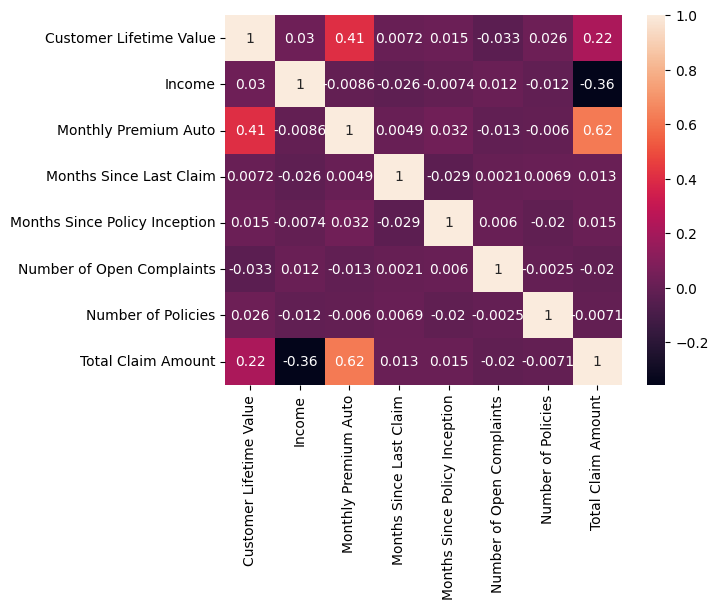 Customer Lifetime Value 1 0.03 0.41 0.0072 0.015 -0.033 0.026 0.22
Income 0.03 1 -0.0086 -0.026 -0.0074 0.012 -0.012 -0.36
Monthly Premium Auto 0.41 -0.0086 1 0.0049 0.032 -0.013 -0.006 0.62
Months Since Last Claim 0.0072 -0.026 0.0049 1 -0.029 0.0021 0.0069 0.013
Months Since Policy Inception 0.015 -0.0074 0.032 -0.029 1 0.006 -0.02 0.015
Number of Open Complaints -0.033 0.012 -0.013 0.0021 0.006 1 -0.0025 -0.02
Number of Policies 0.026 -0.012 -0.006 0.0069 -0.02 -0.0025 1 -0.0071
Total Claim Amount 0.22 -0.36 0.62 0.013 0.015 -0.02 -0.0071 1
Customer Lifetime Value
Income
Monthly Premium Auto
Months Since Last Claim
Months Since Policy Inception
Number of Open Complaints
Number of Policies
Total Claim Amount
1.0
0.8
0.6
0.4
0.2
0.0
−0.2